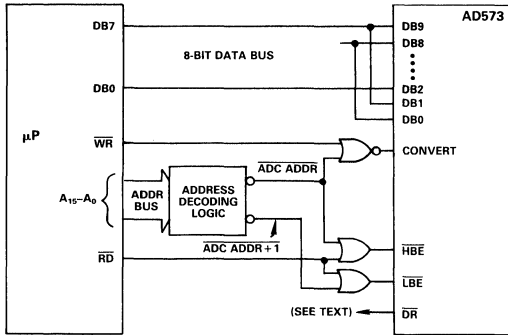 AD573
DB7
DB9
DB8
8-BIT DATA BUS
DB0
DB2
DB1
DB0
μP
WR
CONVERT
ADC ADDR
A15–A0
ADDR BUS
ADDRESS
DECODING
LOGIC
ADC ADDR+1
RD
HBE
LBE
(SEE TEXT)
DR